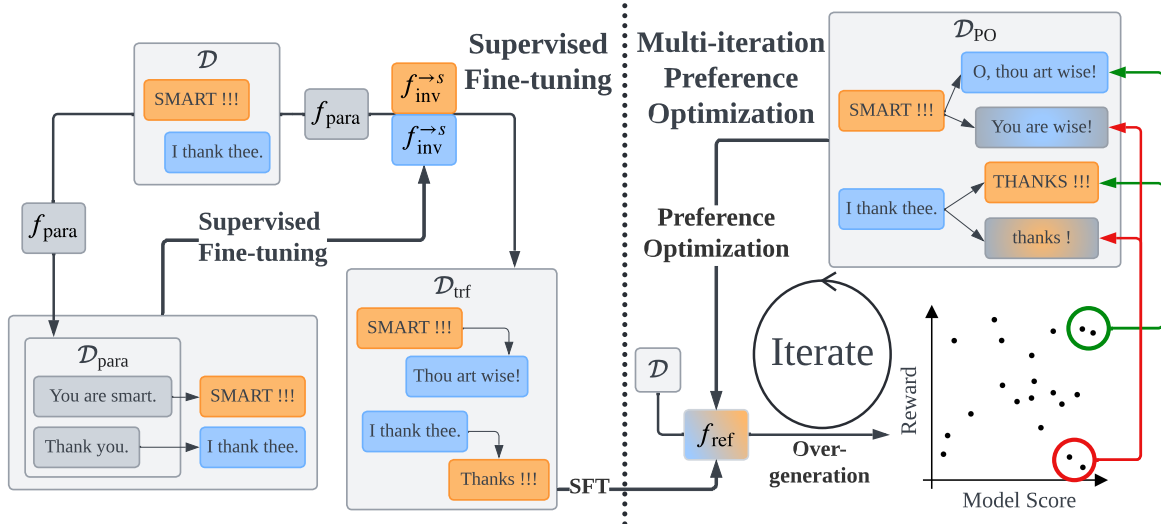 Supervised
Fine-tuning
𝒟
SMART !!!
I thank thee.
f_para
f_inv^{→s}
f_inv^{→s}
f_para
Supervised
Fine-tuning
𝒟_para
You are smart.
SMART !!!
Thank you.
I thank thee.
𝒟_trf
SMART !!!
Thou art wise!
I thank thee.
Thanks !!!
SFT
Multi-iteration
Preference
Optimization
𝒟_PO
SMART !!!
O, thou art wise!
You are wise!
I thank thee.
THANKS !!!
thanks !
Preference
Optimization
Iterate
𝒟
f_ref
Over-
generation
Reward
Model Score